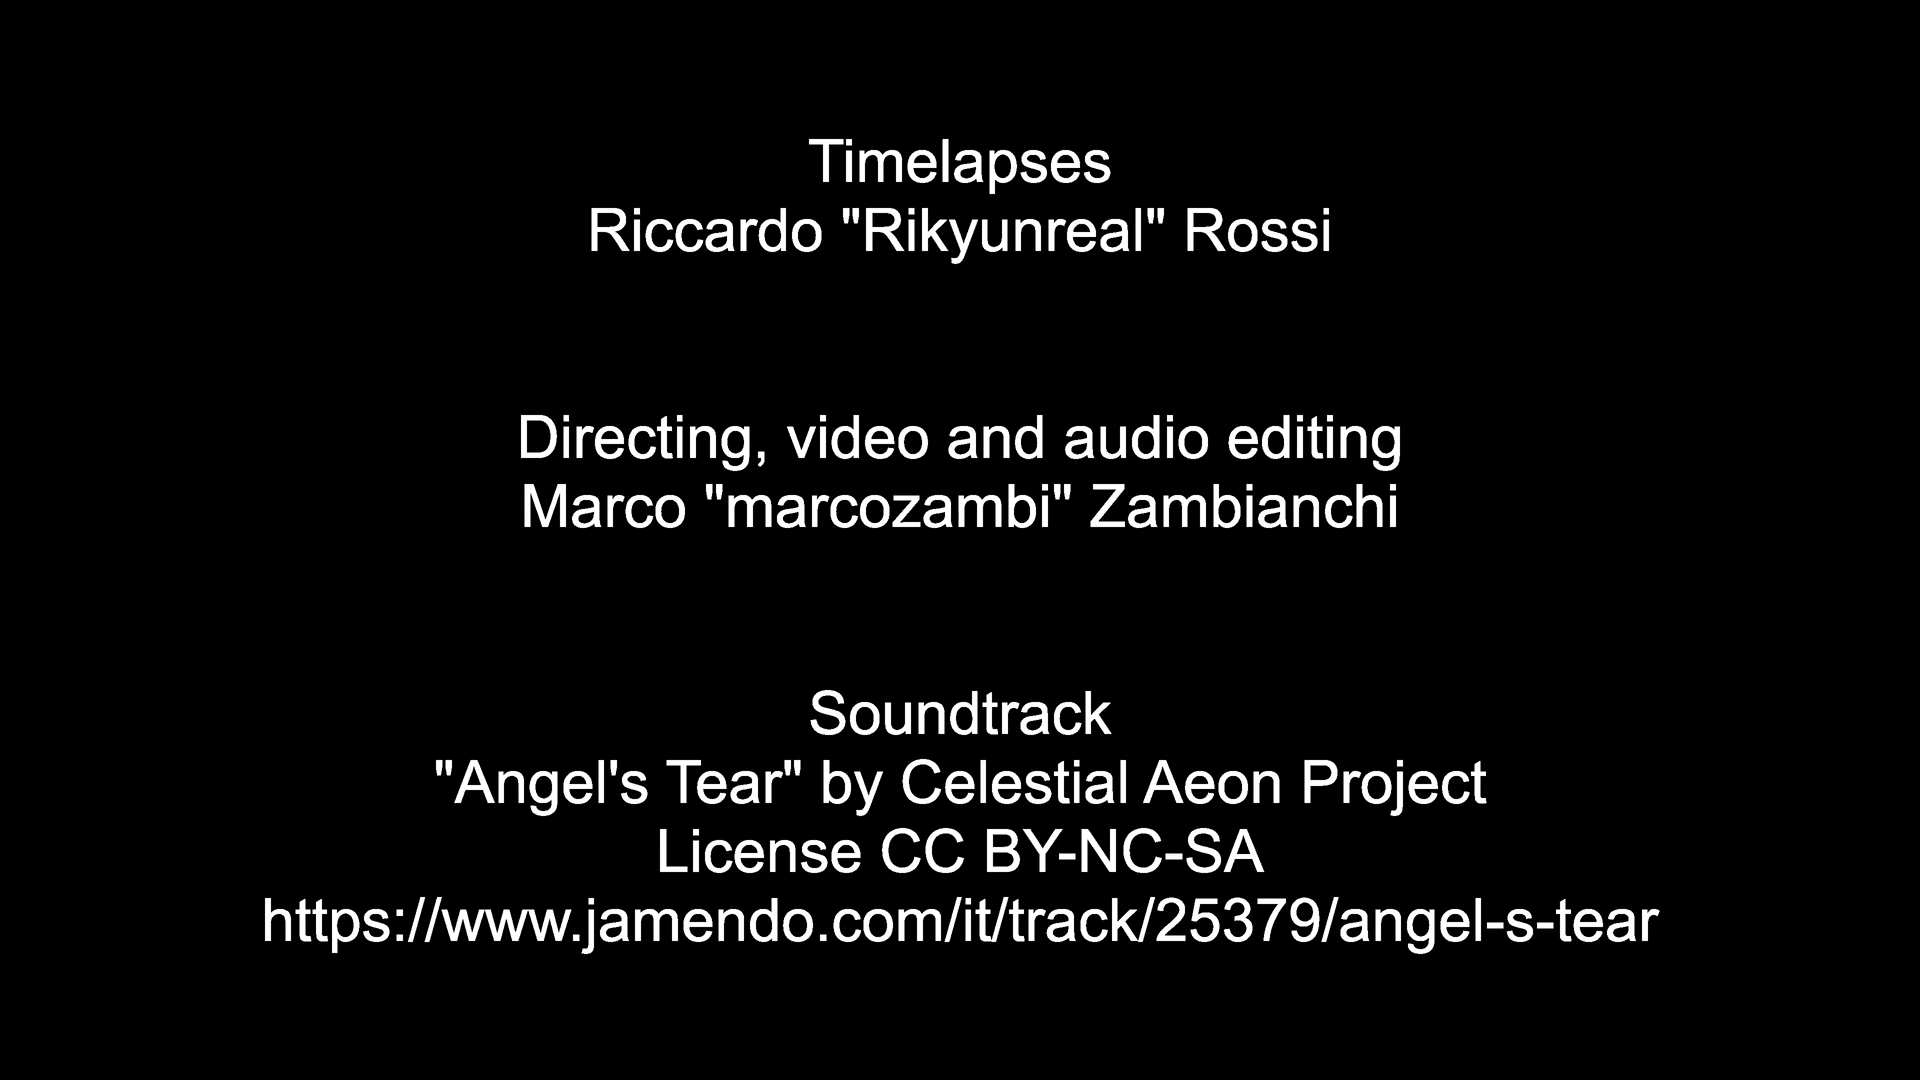 Timelapses
Riccardo "Rikyunreal" Rossi
Directing, video and audio editing
Marco "marcozambi" Zambianchi
Soundtrack
"Angel's Tear" by Celestial Aeon Project
License CC BY-NC-SA
https://www.jamendo.com/it/track/25379/angel-s-tear